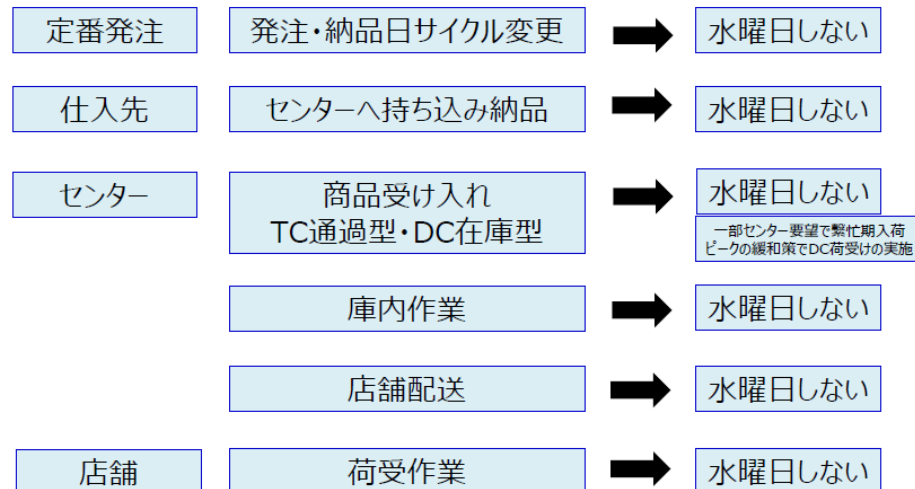 定番発注
発注・納品日サイクル変更
水曜日しない
仕入先
センターへ持ち込み納品
水曜日しない
センター
商品受け入れ
TC通過型・DC在庫型
水曜日しない
一部センター要望で繫忙期入荷
ピークの緩和策でDC荷受けの実施
庫内作業
水曜日しない
店舗配送
水曜日しない
店舗
荷受作業
水曜日しない